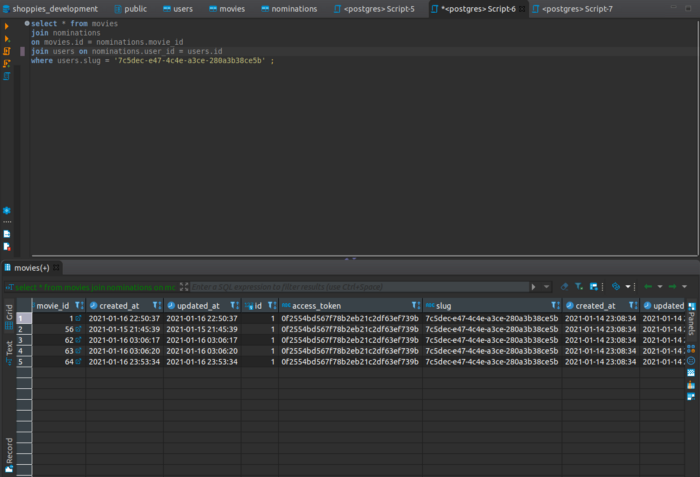 shoppies_development public users movies nominations <postgres> Script-5 *<postgres> Script-6 <postgres> Script-7
select * from movies
join nominations
on movies.id = nominations.movie_id
join users on nominations.user_id = users.id
where users.slug = '7c5dec-e47-4c4e-a3ce-280a3b38ce5b' ;
movies(+)
select * from movies join nominations on mo Enter a SQL expression to filter results (use Ctrl+Space)
movie_id created_at updated_at id access_token slug created_at updated
1 1 2021-01-16 22:50:37 2021-01-16 22:50:37 1 0f2554bd567f78b2eb21c2df63ef739b 7c5dec-e47-4c4e-a3ce-280a3b38ce5b 2021-01-14 23:08:34 2021-01-14
2 56 2021-01-15 21:45:39 2021-01-15 21:45:39 1 0f2554bd567f78b2eb21c2df63ef739b 7c5dec-e47-4c4e-a3ce-280a3b38ce5b 2021-01-14 23:08:34 2021-01-14
3 62 2021-01-16 03:06:17 2021-01-16 03:06:17 1 0f2554bd567f78b2eb21c2df63ef739b 7c5dec-e47-4c4e-a3ce-280a3b38ce5b 2021-01-14 23:08:34 2021-01-14
4 63 2021-01-16 03:06:20 2021-01-16 03:06:20 1 0f2554bd567f78b2eb21c2df63ef739b 7c5dec-e47-4c4e-a3ce-280a3b38ce5b 2021-01-14 23:08:34 2021-01-14
5 64 2021-01-16 23:53:34 2021-01-16 23:53:34 1 0f2554bd567f78b2eb21c2df63ef739b 7c5dec-e47-4c4e-a3ce-280a3b38ce5b 2021-01-14 23:08:34 2021-01-14
Grid
Text
Record
Panels